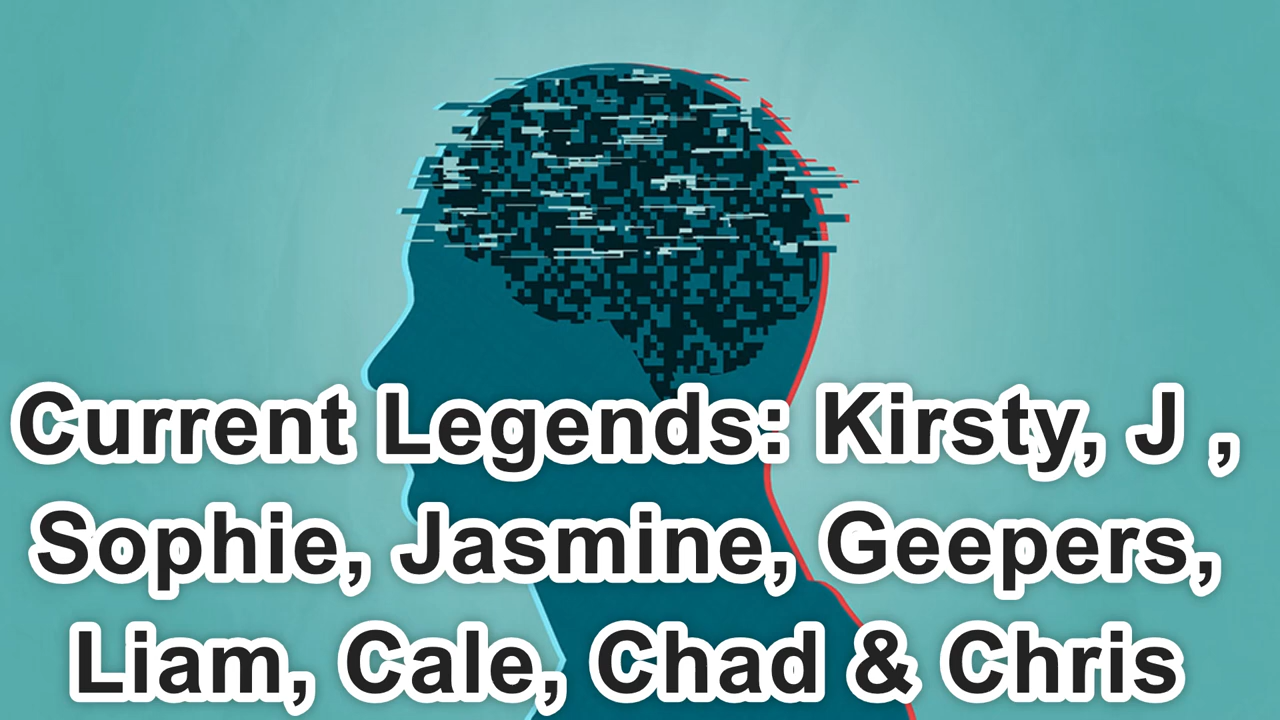 Current Legends: Kirsty, J ,
Sophie, Jasmine, Geepers,
Liam, Cale, Chad & Chris